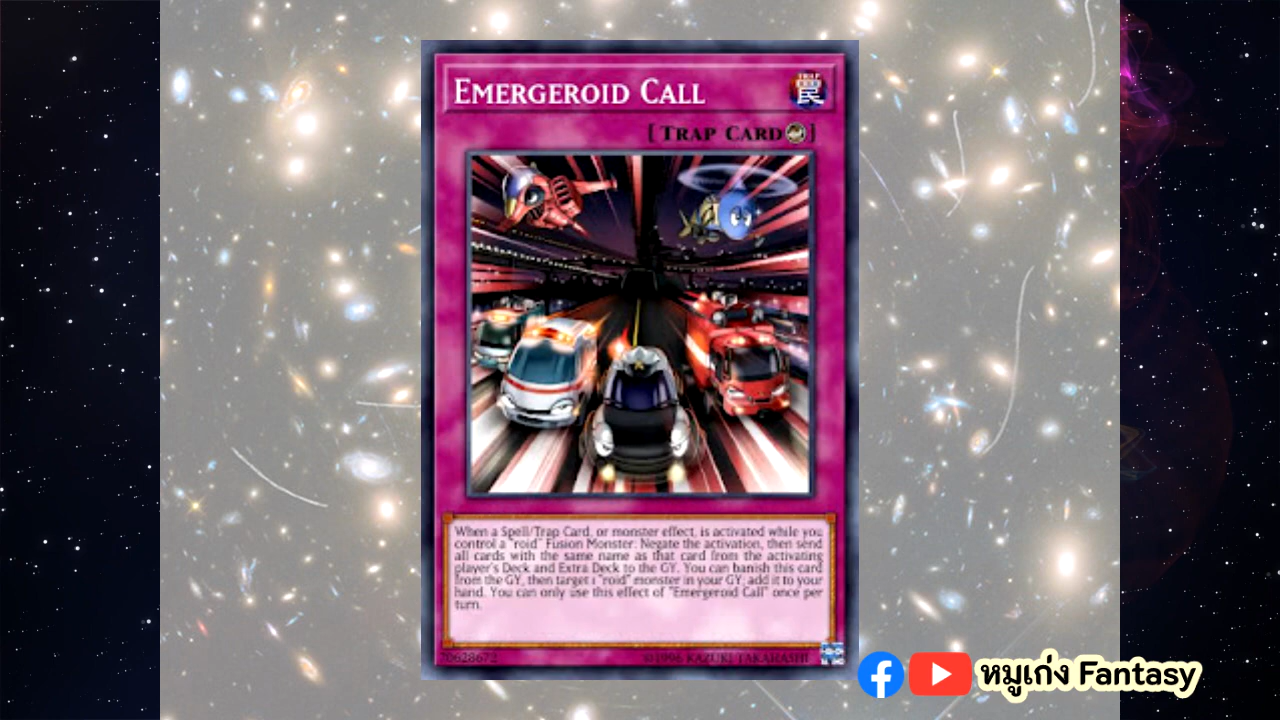 Emergeroid Call
TRAP
罠
[Trap Card]
When a Spell/Trap Card, or monster effect, is activated while you
control a "roid" Fusion Monster: Negate the activation, then send
all cards with the same name as that card from the activating
player's Deck and Extra Deck to the GY. You can banish this card
from the GY, then target 1 "roid" monster in your GY; add it to your
hand. You can only use this effect of "Emergeroid Call" once per
turn.
70628672 ©1996 KAZUKI TAKAHASHI
หมูเก่ง Fantasy